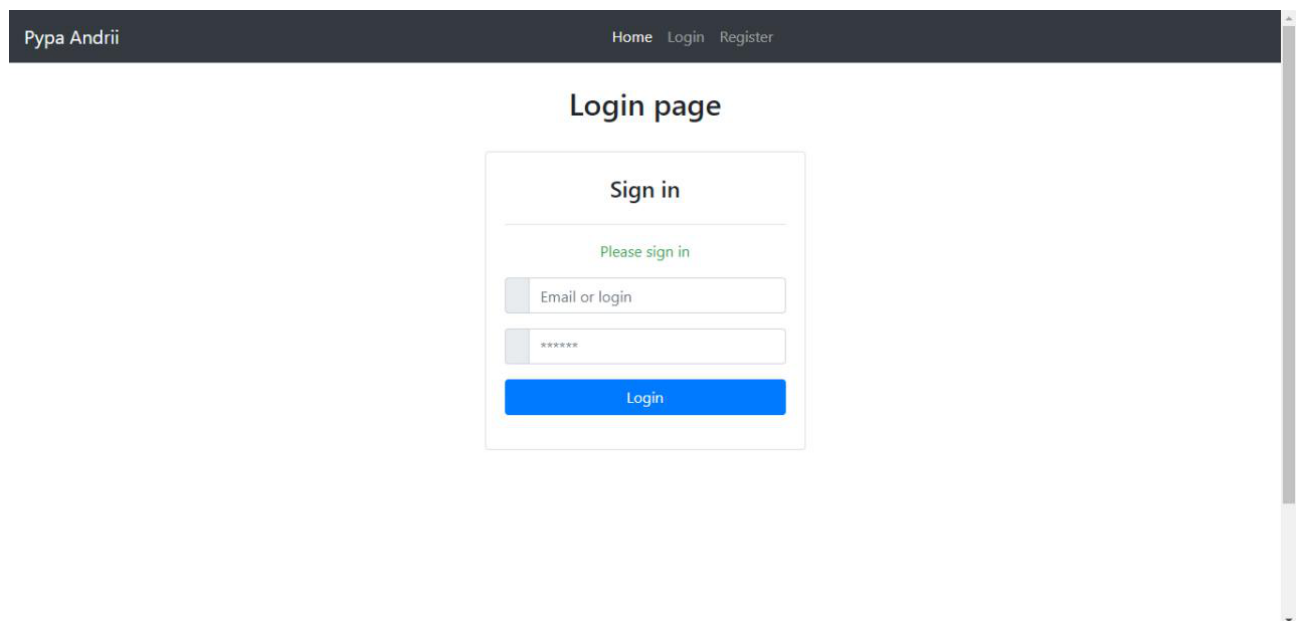 Pypa Andrii Home Login Register
Login page
Sign in
Please sign in
Email or login
******
Login